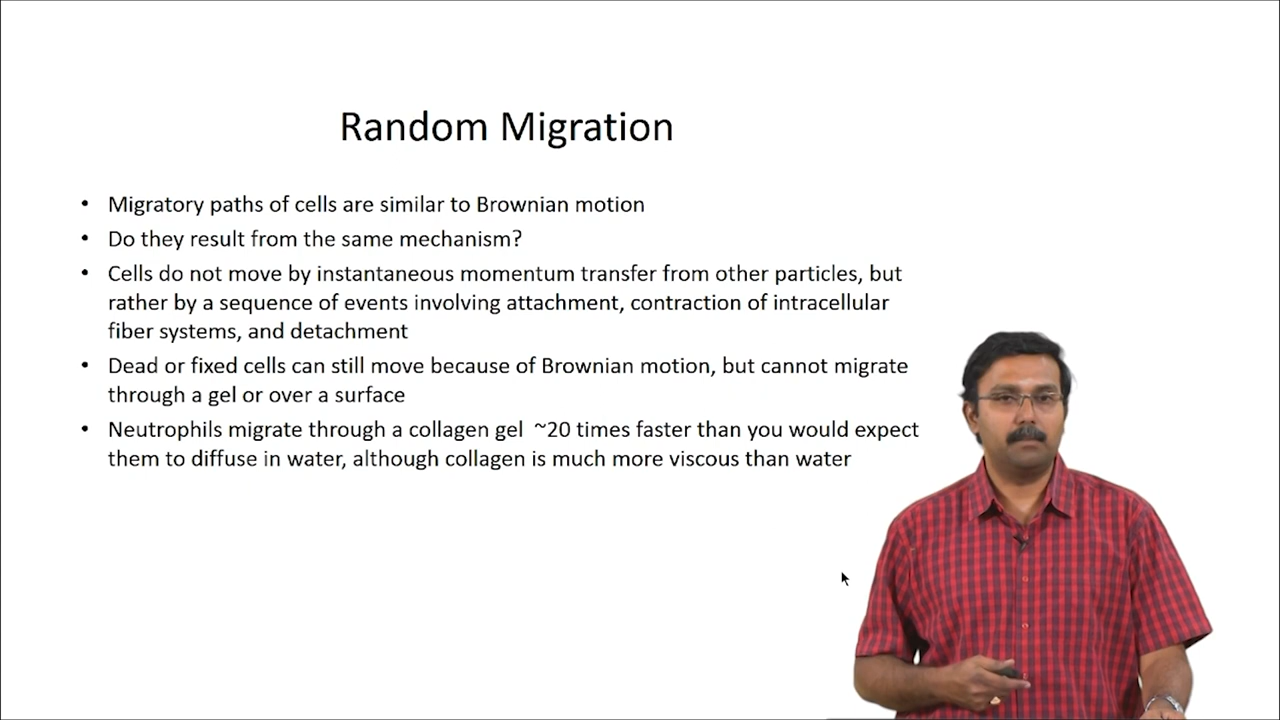 Random Migration
• Migratory paths of cells are similar to Brownian motion
• Do they result from the same mechanism?
• Cells do not move by instantaneous momentum transfer from other particles, but
rather by a sequence of events involving attachment, contraction of intracellular
fiber systems, and detachment
• Dead or fixed cells can still move because of Brownian motion, but cannot migrate
through a gel or over a surface
• Neutrophils migrate through a collagen gel ~20 times faster than you would expect
them to diffuse in water, although collagen is much more viscous than water